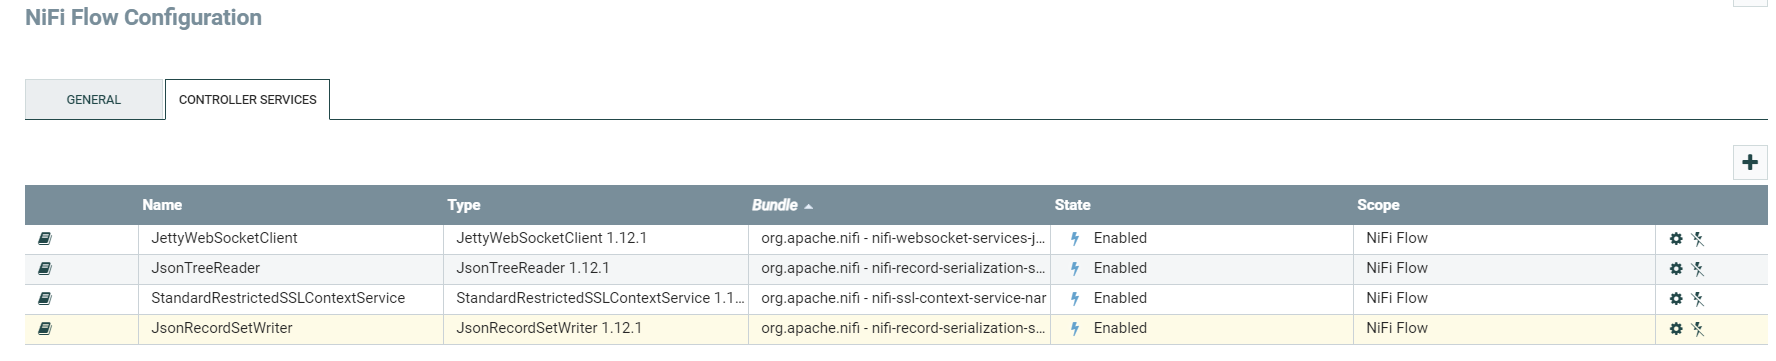 NiFi Flow Configuration
GENERAL CONTROLLER SERVICES
Name Type Bundle State Scope
JettyWebSocketClient JettyWebSocketClient 1.12.1 org.apache.nifi - nifi-websocket-services-j... Enabled NiFi Flow
JsonTreeReader JsonTreeReader 1.12.1 org.apache.nifi - nifi-record-serialization-s... Enabled NiFi Flow
StandardRestrictedSSLContextService StandardRestrictedSSLContextService 1.1... org.apache.nifi - nifi-ssl-context-service-nar Enabled NiFi Flow
JsonRecordSetWriter JsonRecordSetWriter 1.12.1 org.apache.nifi - nifi-record-serialization-s... Enabled NiFi Flow